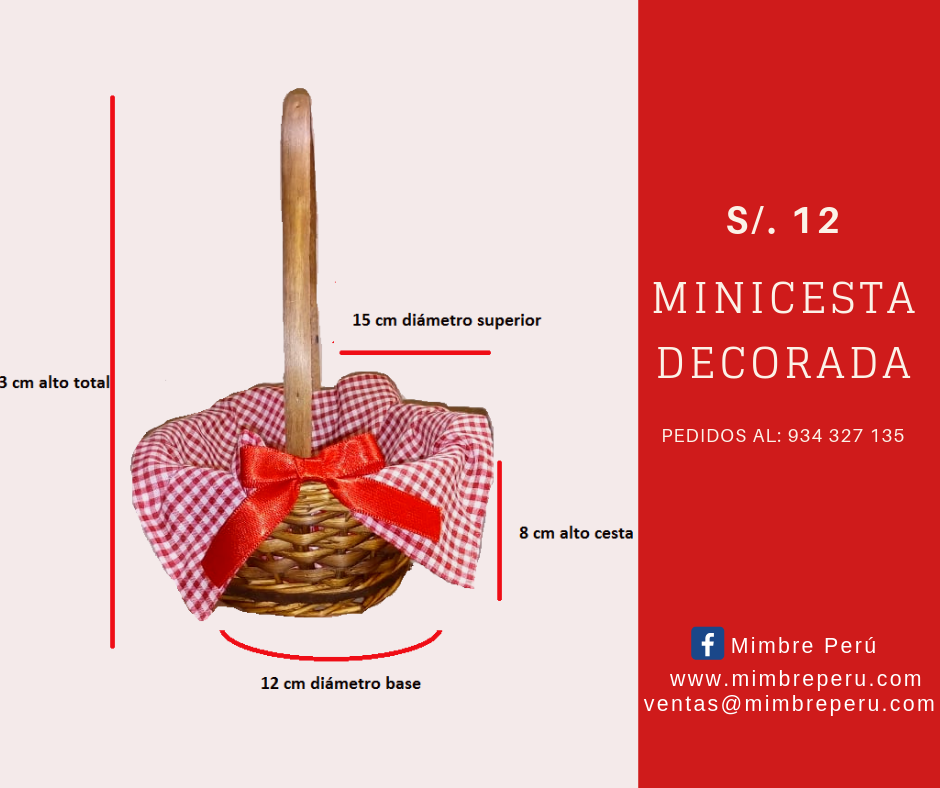 15 cm diámetro superior
3 cm alto total
8 cm alto cesta
12 cm diámetro base
S/. 12
MINICESTA
DECORADA
PEDIDOS AL: 934 327 135
f Mimbre Perú
www.mimbreperu.com
ventas@mimbreperu.com